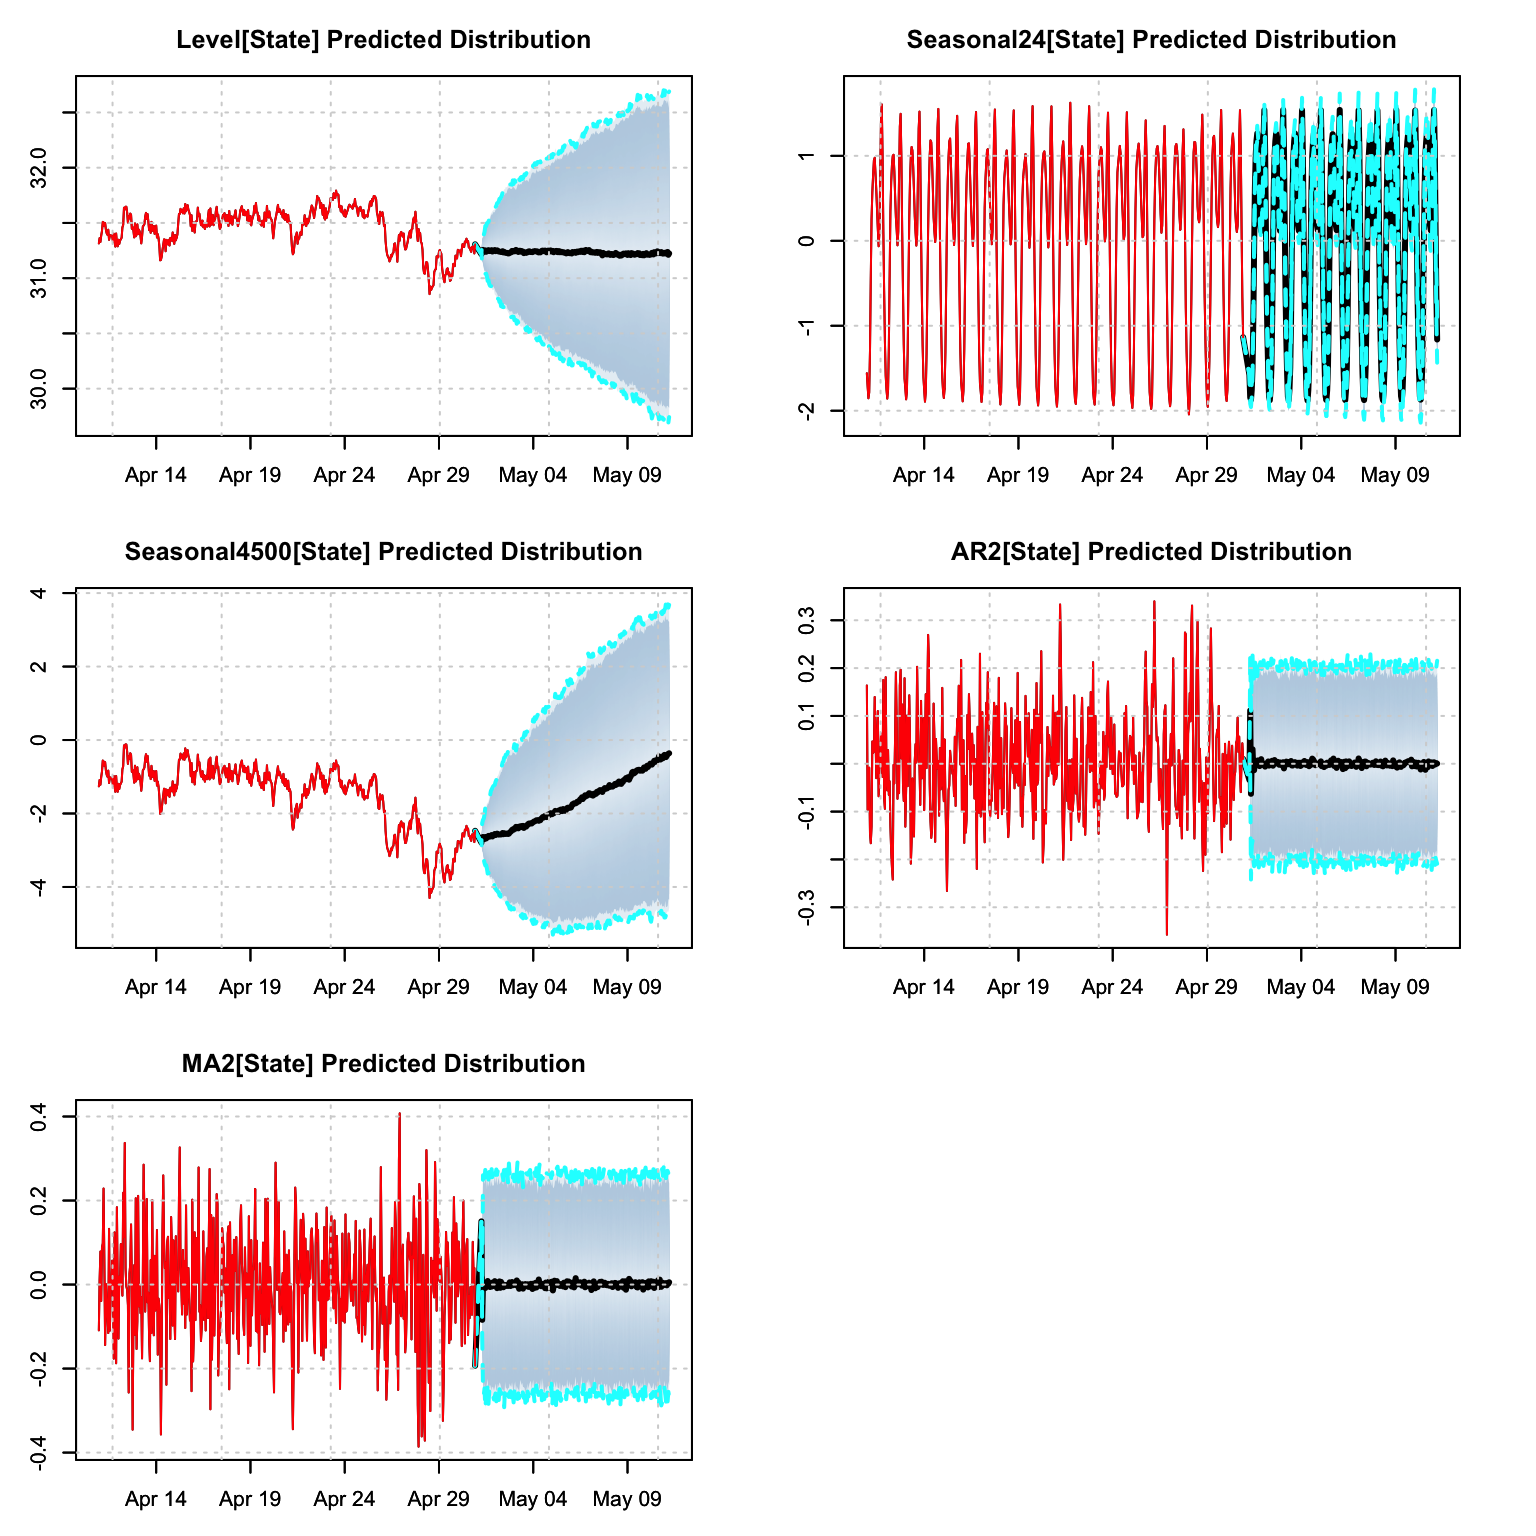 Level[State] Predicted Distribution
32.0
31.0
30.0
Apr 14 Apr 19 Apr 24 Apr 29 May 04 May 09
Seasonal24[State] Predicted Distribution
1
0
-1
-2
Apr 14 Apr 19 Apr 24 Apr 29 May 04 May 09
Seasonal4500[State] Predicted Distribution
4
2
0
-2
-4
Apr 14 Apr 19 Apr 24 Apr 29 May 04 May 09
AR2[State] Predicted Distribution
0.3
0.2
0.1
-0.1
-0.3
Apr 14 Apr 19 Apr 24 Apr 29 May 04 May 09
MA2[State] Predicted Distribution
0.4
0.2
0.0
-0.2
-0.4
Apr 14 Apr 19 Apr 24 Apr 29 May 04 May 09